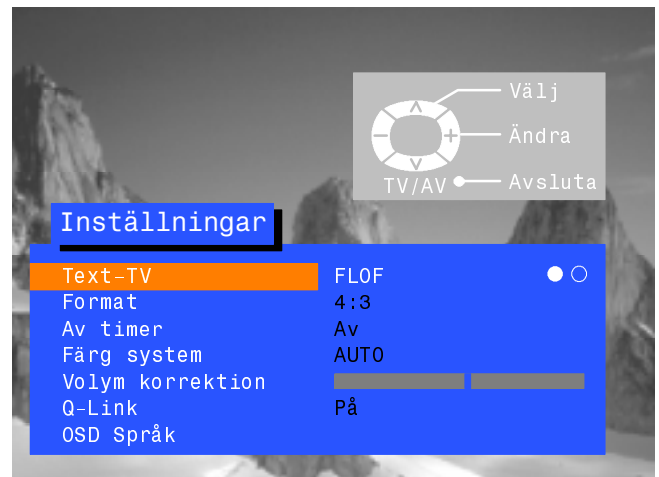 Välj
Ändra
TV/AV Avsluta
Inställningar
Text-TV FLOF
Format 4:3
Av timer Av
Färg system AUTO
Volym korrektion
Q-Link På
OSD Språk